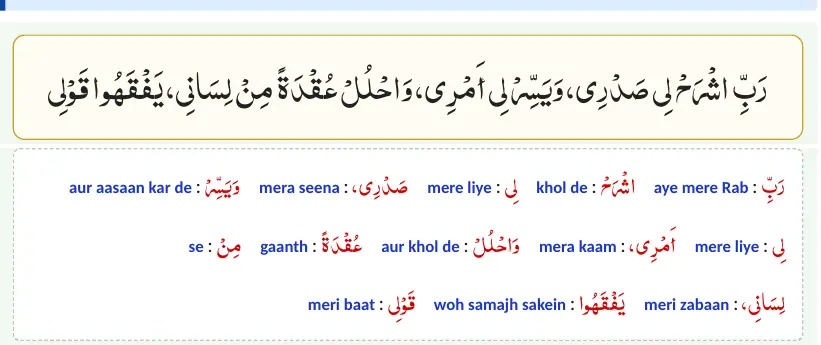 رَبِّ اشْرَحْ لِی صَدْرِی، وَیَسِّرْ لِی أَمْرِی، وَاحْلُلْ عُقْدَةً مِنْ لِسَانِی، یَفْقَهُوا قَوْلِی
رَبِّ : aye mere Rab اشْرَحْ : khol de لِی : mere liye صَدْرِی، : mera seena وَیَسِّرْ : aur aasaan kar de
لِی : mere liye أَمْرِی، : mera kaam وَاحْلُلْ : aur khol de عُقْدَةً : gaanth مِنْ : se
لِسَانِی، : meri zabaan یَفْقَهُوا : woh samajh sakein قَوْلِی : meri baat